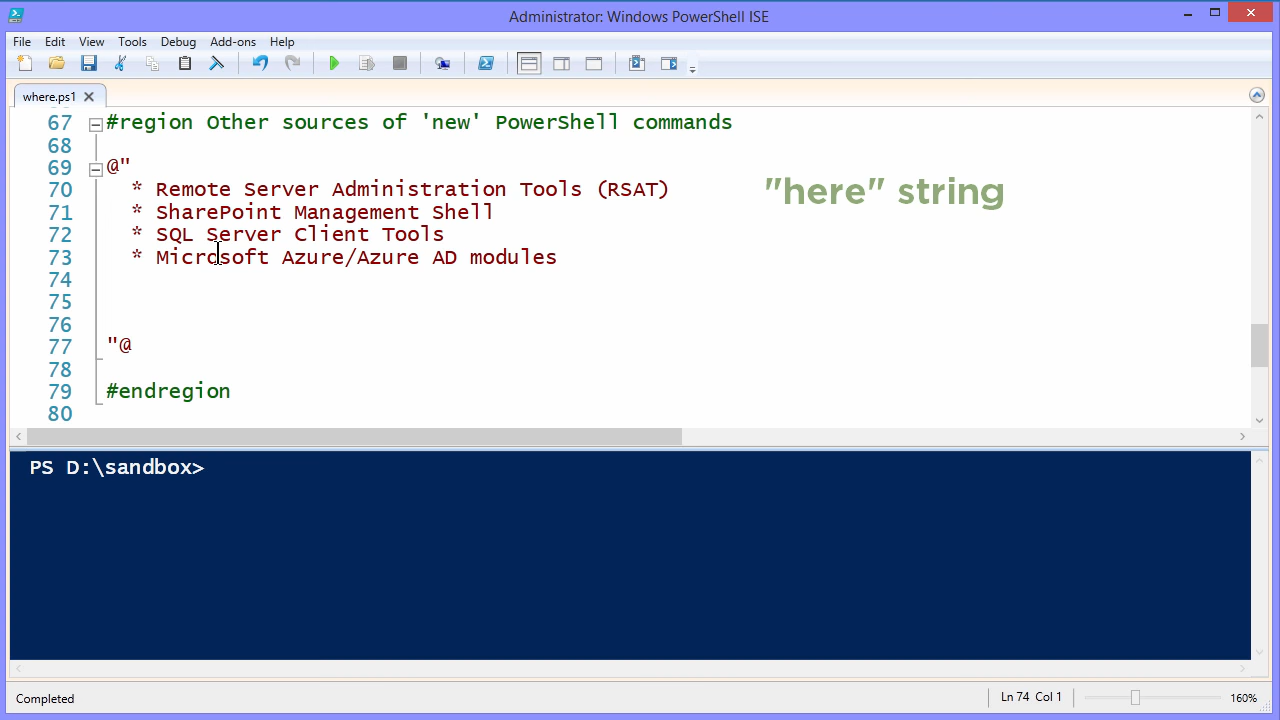 Administrator: Windows PowerShell ISE
File Edit View Tools Debug Add-ons Help
where.ps1
67 #region Other sources of 'new' PowerShell commands
68
69 @"
70 * Remote Server Administration Tools (RSAT)
"here" string
71 * SharePoint Management Shell
72 * SQL Server Client Tools
73 * Microsoft Azure/Azure AD modules
74
75
76
77 "@
78
79 #endregion
80
PS D:\sandbox>
Completed
Ln 74 Col 1
160%